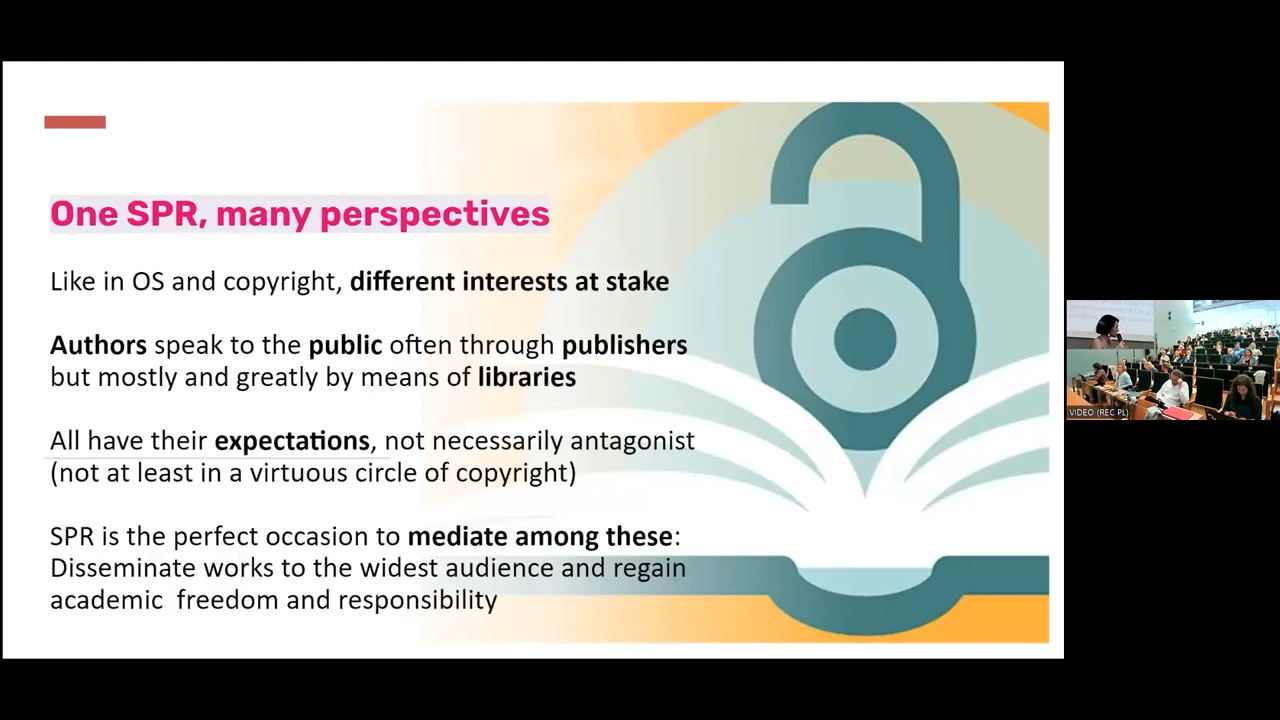 One SPR, many perspectives
Like in OS and copyright, different interests at stake
Authors speak to the public often through publishers
but mostly and greatly by means of libraries
All have their expectations, not necessarily antagonist
(not at least in a virtuous circle of copyright)
SPR is the perfect occasion to mediate among these:
Disseminate works to the widest audience and regain
academic  freedom and responsibility
VIDEO (REC PL)